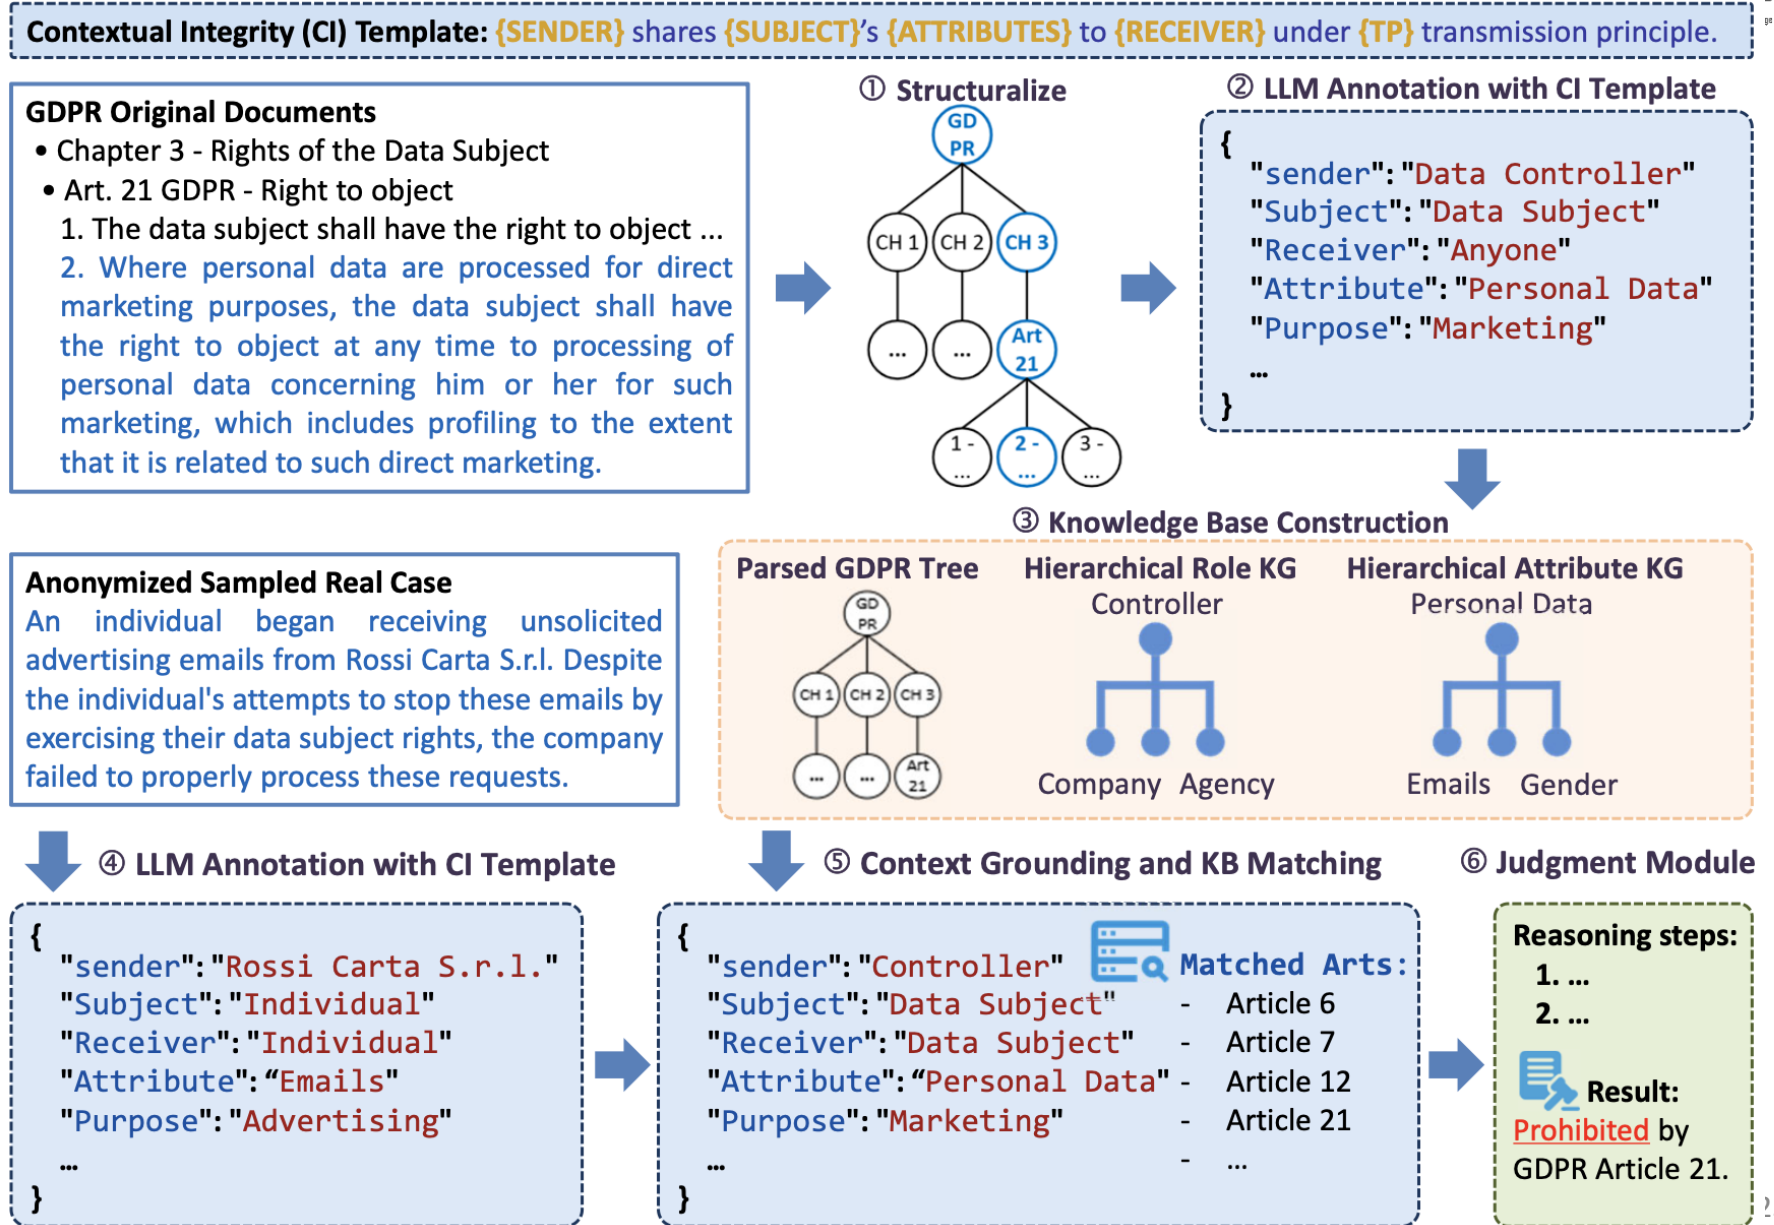 Contextual Integrity (CI) Template: {SENDER} shares {SUBJECT}'s {ATTRIBUTES} to {RECEIVER} under {TP} transmission principle.
GDPR Original Documents
• Chapter 3 - Rights of the Data Subject
• Art. 21 GDPR - Right to object
1. The data subject shall have the right to object ...
2. Where personal data are processed for direct
marketing purposes, the data subject shall have
the right to object at any time to processing of
personal data concerning him or her for such
marketing, which includes profiling to the extent
that it is related to such direct marketing.
① Structuralize
GD
PR
CH 1
CH 2
CH 3
...
...
Art
21
1 -
...
2 -
...
3 -
...
② LLM Annotation with CI Template
{
"sender":"Data Controller"
"Subject":"Data Subject"
"Receiver":"Anyone"
"Attribute":"Personal Data"
"Purpose":"Marketing"
…
}
③ Knowledge Base Construction
Parsed GDPR Tree
GD
PR
CH 1
CH 2
CH 3
...
...
Art
21
Hierarchical Role KG
Controller
Company Agency
Hierarchical Attribute KG
Personal Data
Emails Gender
Anonymized Sampled Real Case
An individual began receiving unsolicited
advertising emails from Rossi Carta S.r.l. Despite
the individual's attempts to stop these emails by
exercising their data subject rights, the company
failed to properly process these requests.
④ LLM Annotation with CI Template
{
"sender":"Rossi Carta S.r.l."
"Subject":"Individual"
"Receiver":"Individual"
"Attribute":“Emails"
"Purpose":"Advertising"
…
}
⑤ Context Grounding and KB Matching
{
"sender":"Controller"
"Subject":"Data Subject"
"Receiver":"Data Subject"
"Attribute":“Personal Data"
"Purpose":"Marketing"
…
}
Matched Arts:
- Article 6
- Article 7
- Article 12
- Article 21
- ...
⑥ Judgment Module
Reasoning steps:
1. ...
2. ...
Result:
Prohibited by
GDPR Article 21.